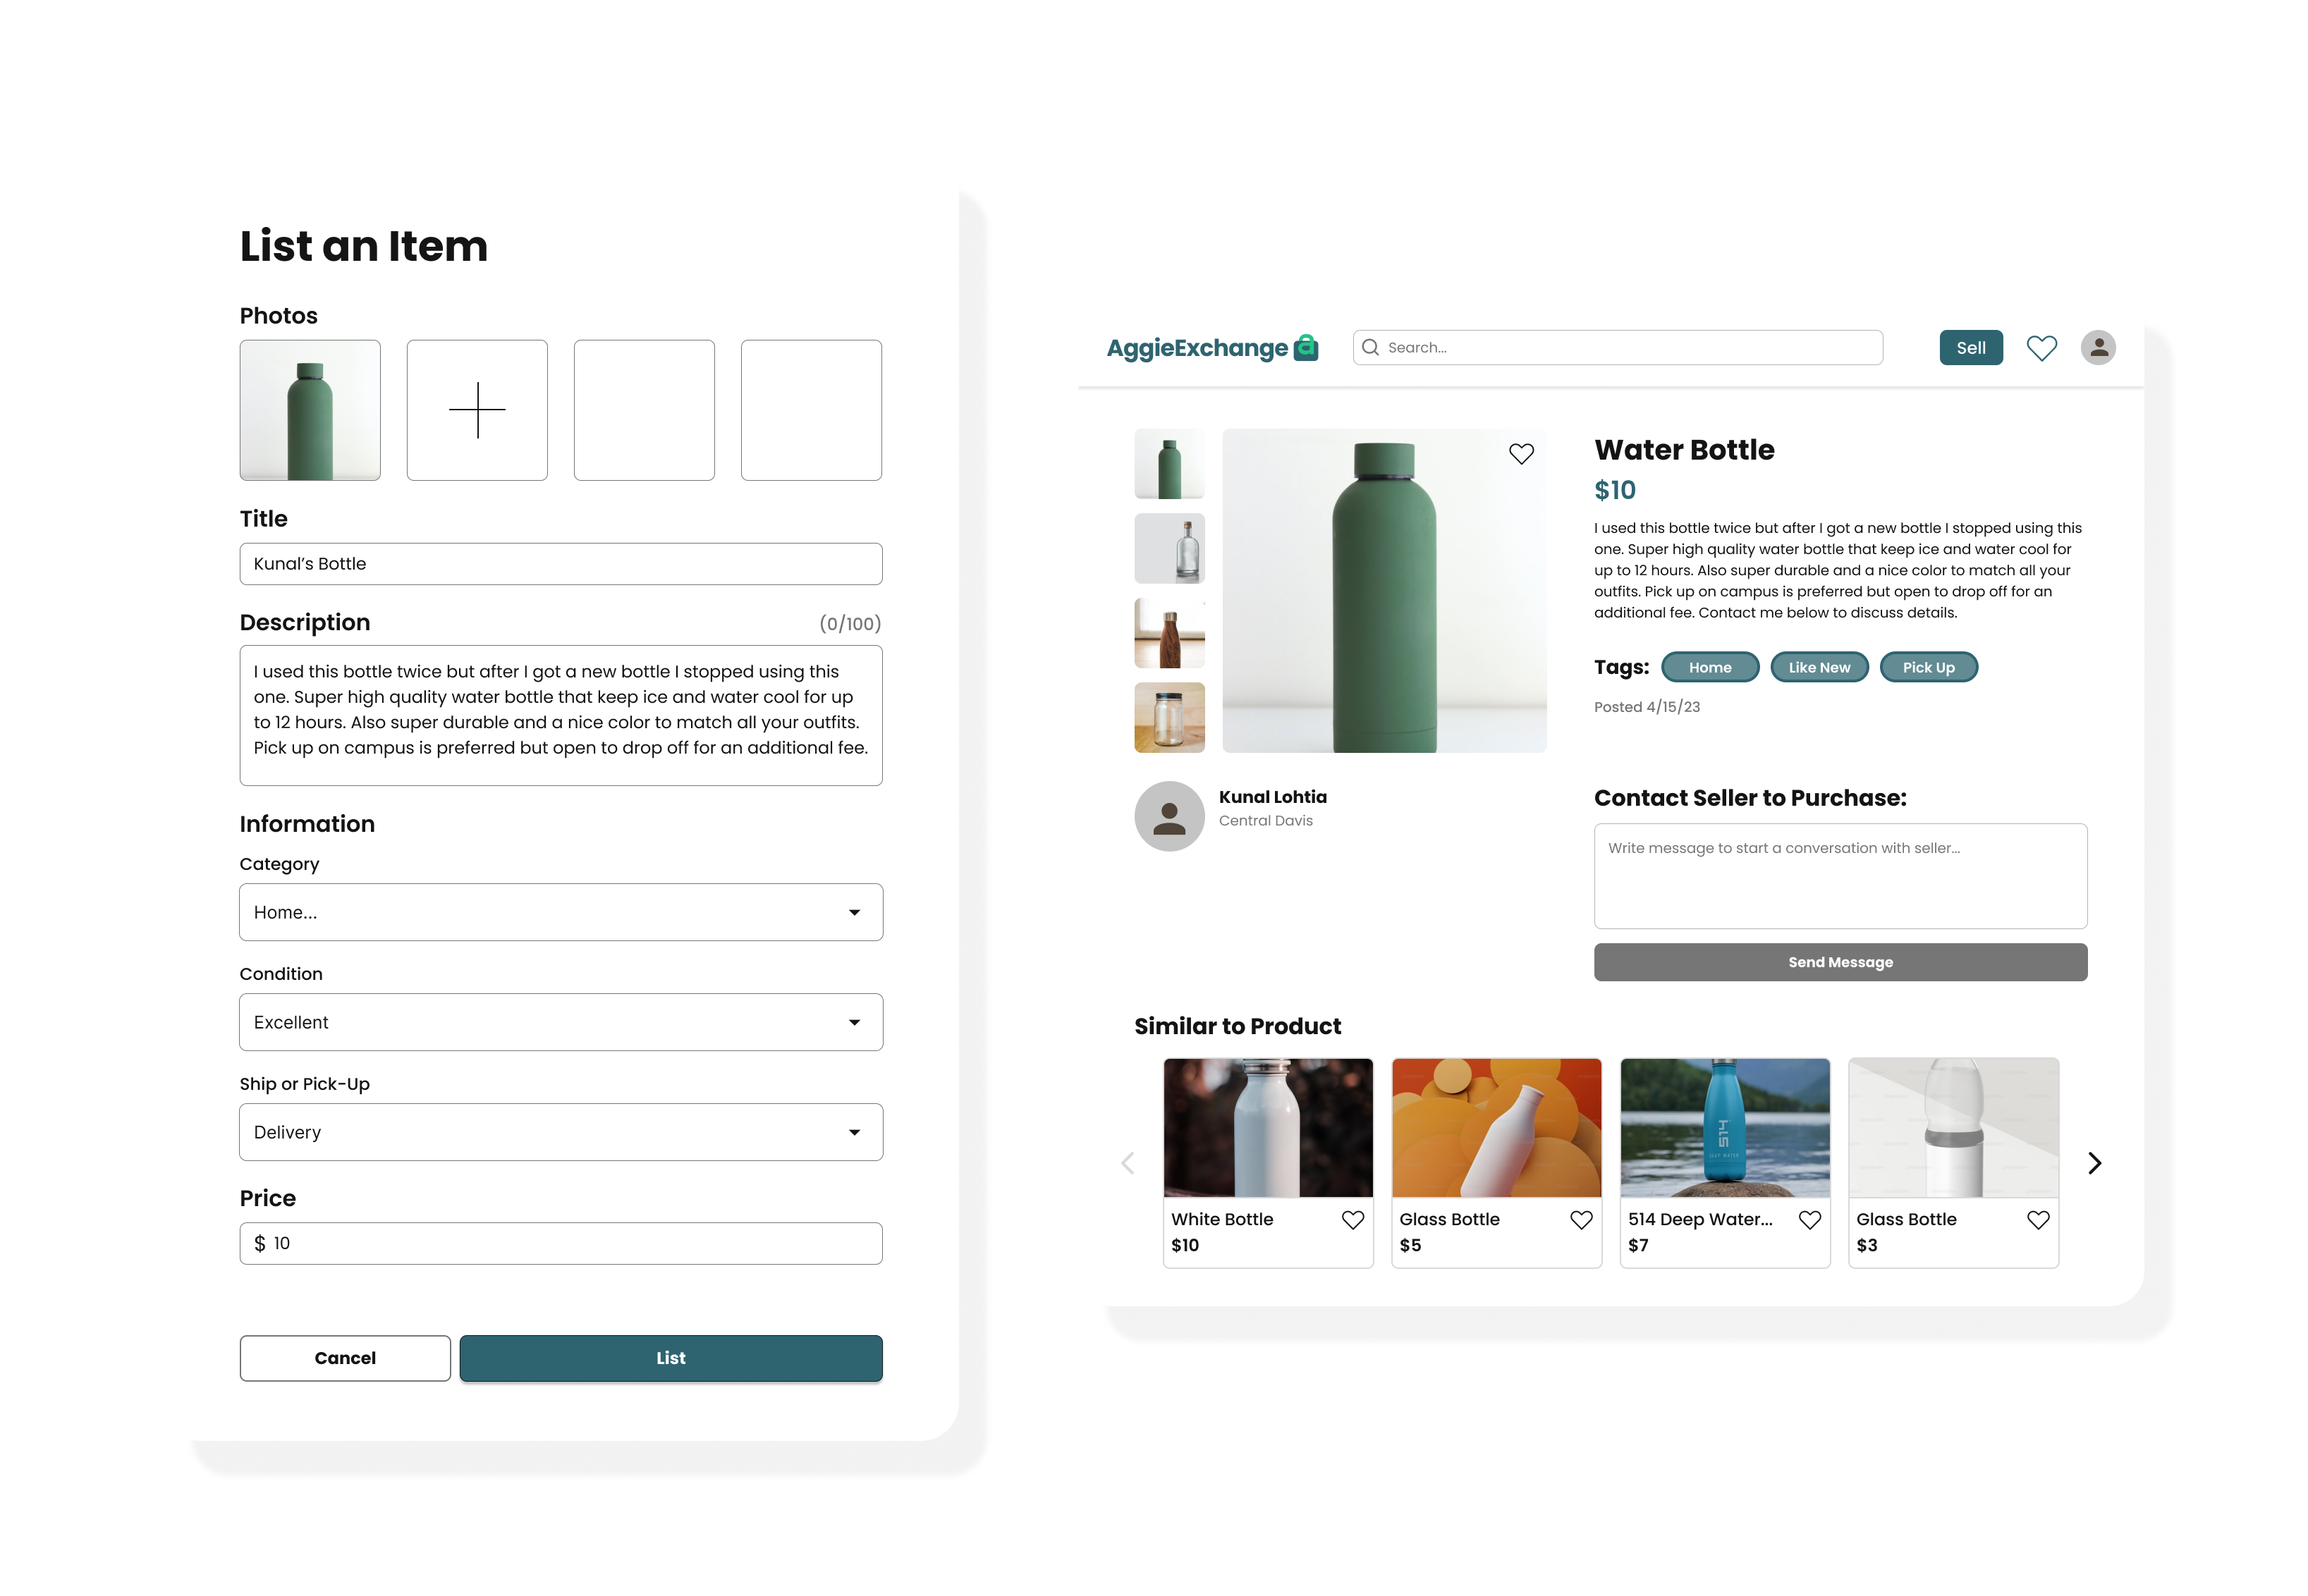 List an Item
Photos
Title
Kunal's Bottle
Description (0/100)
I used this bottle twice but after I got a new bottle I stopped using this
one. Super high quality water bottle that keep ice and water cool for up
to 12 hours. Also super durable and a nice color to match all your outfits.
Pick up on campus is preferred but open to drop off for an additional fee.
Information
Category
Home...
Condition
Excellent
Ship or Pick-Up
Delivery
Price
$ 10
Cancel List
AggieExchange a Search... Sell
Water Bottle
$10
I used this bottle twice but after I got a new bottle I stopped using this
one. Super high quality water bottle that keep ice and water cool for
up to 12 hours. Also super durable and a nice color to match all your
outfits. Pick up on campus is preferred but open to drop off for an
additional fee. Contact me below to discuss details.
Tags: Home Like New Pick Up
Posted 4/15/23
Kunal Lohtia
Central Davis
Contact Seller to Purchase:
Write message to start a conversation with seller...
Send Message
Similar to Product
514
DEEP WATER
White Bottle
$10
Glass Bottle
$5
514 Deep Water...
$7
Glass Bottle
$3